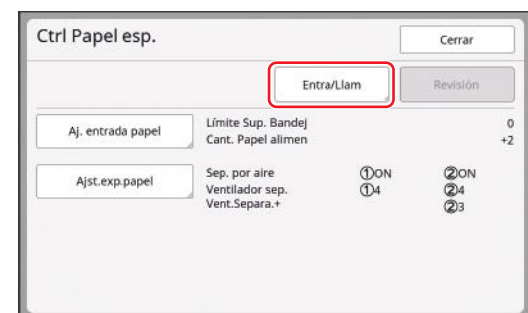 Ctrl Papel esp.
Cerrar
Entra/Llam
Revisión
Aj. entrada papel
Límite Sup. Bandej 0
Cant. Papel alimen +2
Ajst.exp.papel
Sep. por aire ①ON ②ON
Ventilador sep. ①4 ②4
Vent.Separa.+ ②3